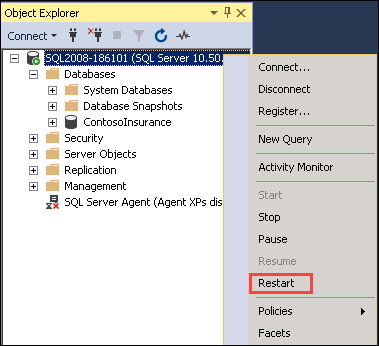 Object Explorer
Connect
SQL2008-186101 (SQL Server 10.50.
Databases
System Databases
Database Snapshots
ContosoInsurance
Security
Server Objects
Replication
Management
SQL Server Agent (Agent XPs dis
Connect...
Disconnect
Register...
New Query
Activity Monitor
Start
Stop
Pause
Resume
Restart
Policies
Facets